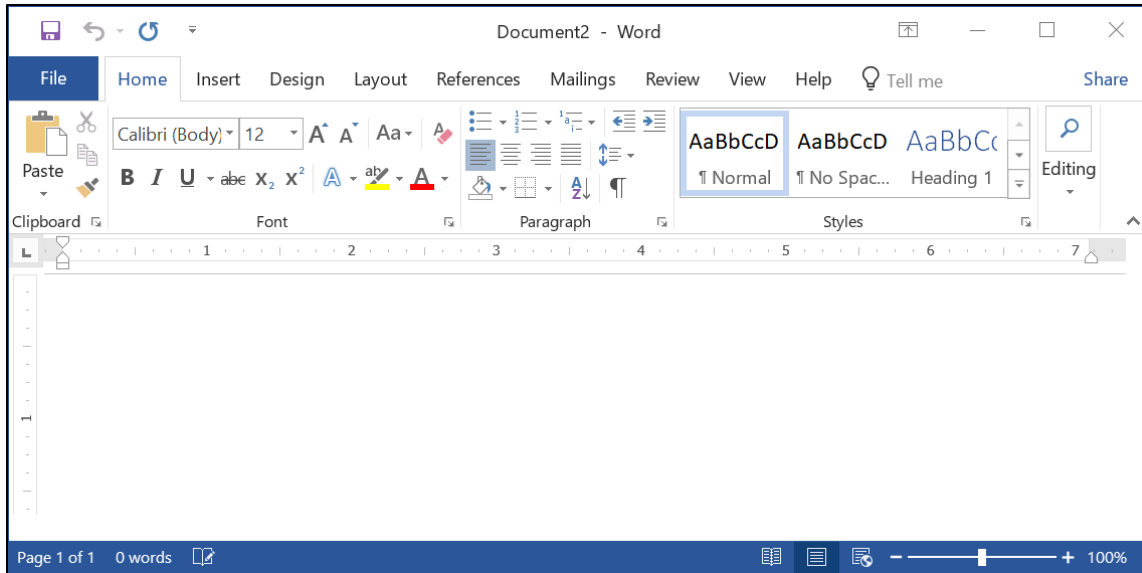 Document2 - Word
File Home Insert Design Layout References Mailings Review View Help Tell me Share
Calibri (Body) 12 A A Aa
AaBbCcD AaBbCcD AaBbCc
Paste
B I U abc X₂ X² A ab A
¶ Normal ¶ No Spac... Heading 1
Editing
Clipboard Font Paragraph Styles
L 1 2 3 4 5 6 7
1
Page 1 of 1 0 words 100%